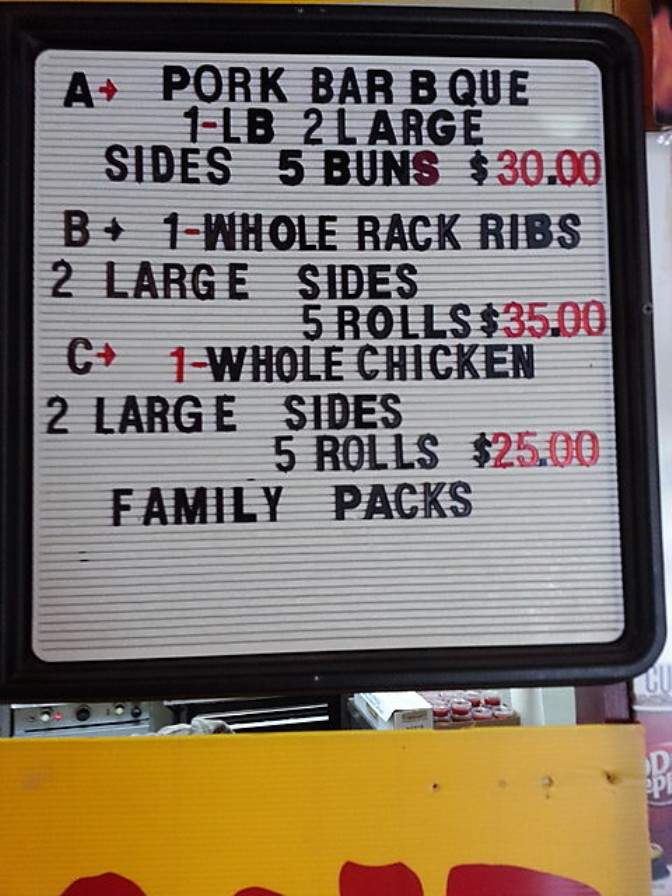 A→ PORK BAR B QUE
1-LB 2 LARGE
SIDES 5 BUNS $30.00
B→ 1-WHOLE RACK RIBS
2 LARGE SIDES
5 ROLLS $35.00
C→ 1-WHOLE CHICKEN
2 LARGE SIDES
5 ROLLS $25.00
FAMILY PACKS